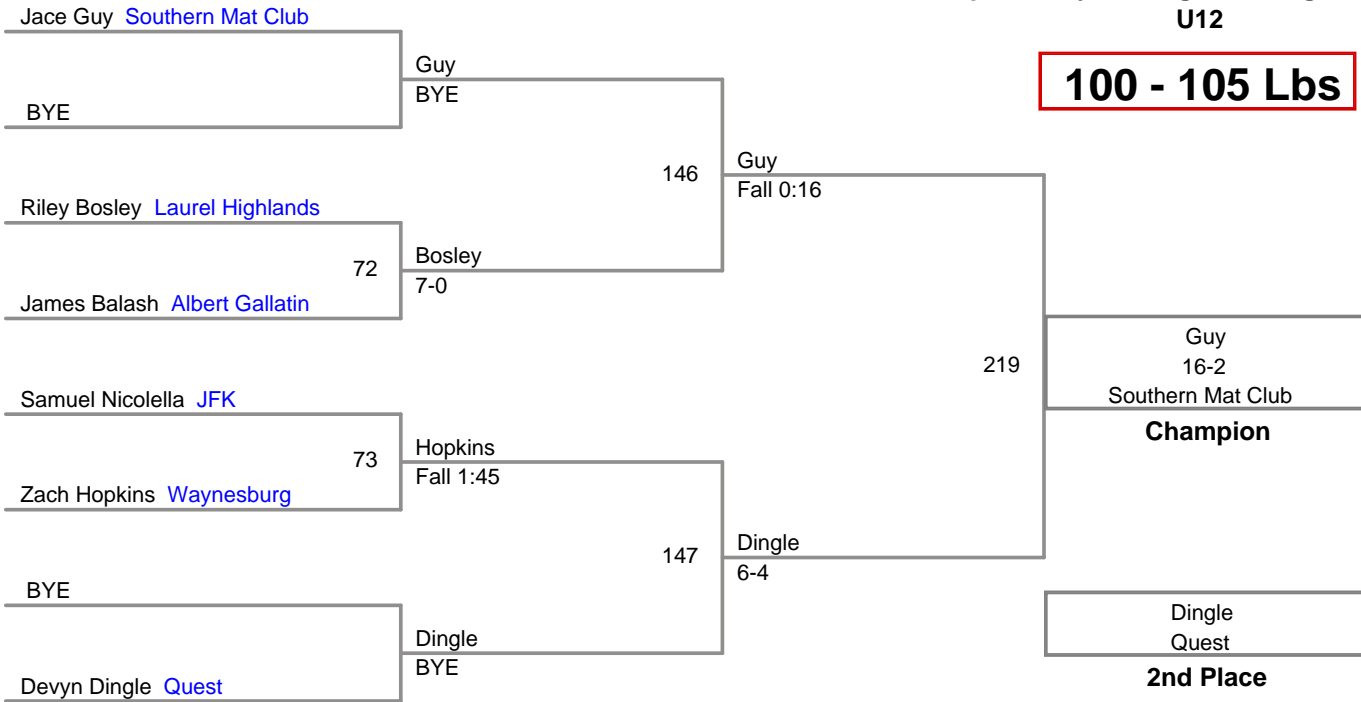 Jace Guy Southern Mat Club
U12
Guy
BYE
100 - 105 Lbs
BYE
146
Guy
Fall 0:16
Riley Bosley Laurel Highlands
72
Bosley
7-0
James Balash Albert Gallatin
219
Guy
16-2
Southern Mat Club
Champion
Samuel Nicolella JFK
73
Hopkins
Fall 1:45
Zach Hopkins Waynesburg
147
Dingle
6-4
BYE
Dingle
BYE
Dingle
Quest
2nd Place
Devyn Dingle Quest